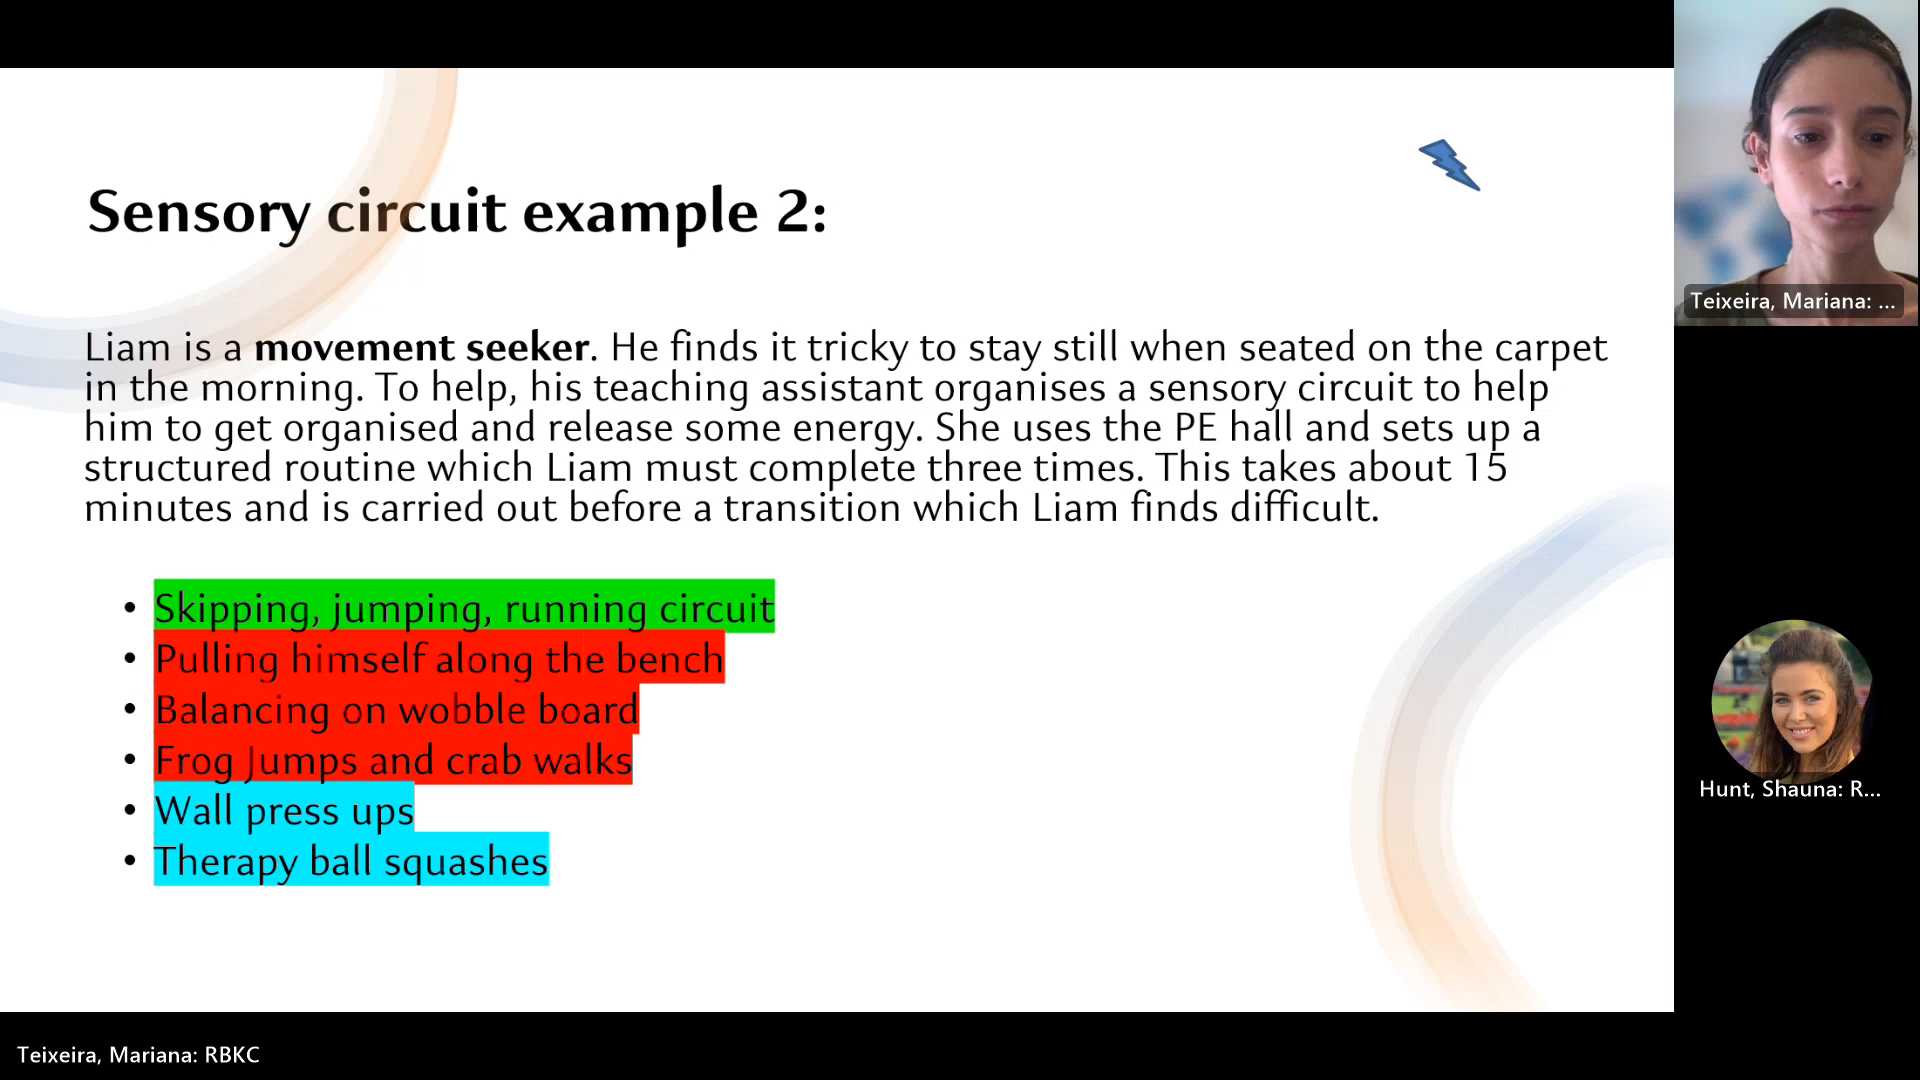 Sensory circuit example 2:
Liam is a movement seeker. He finds it tricky to stay still when seated on the carpet
in the morning. To help, his teaching assistant organises a sensory circuit to help
him to get organised and release some energy. She uses the PE hall and sets up a
structured routine which Liam must complete three times. This takes about 15
minutes and is carried out before a transition which Liam finds difficult.
• Skipping, jumping, running circuit
• Pulling himself along the bench
• Balancing on wobble board
• Frog Jumps and crab walks
• Wall press ups
• Therapy ball squashes
Teixeira, Mariana: ...
Hunt, Shauna: R...
Teixeira, Mariana: RBKC